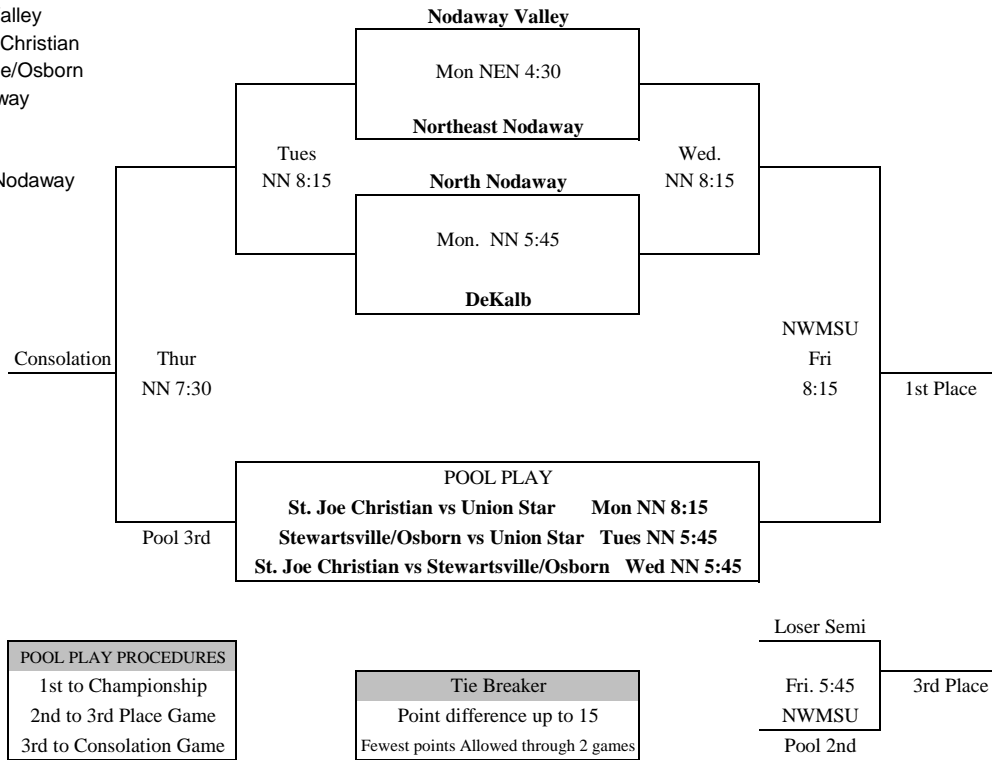 alley
Christian
e/Osborn
way
Nodaway
Nodaway Valley
Mon NEN 4:30
Northeast Nodaway
Tues
NN 8:15
Wed.
NN 8:15
North Nodaway
Mon. NN 5:45
DeKalb
Consolation
Thur
NN 7:30
NWMSU
Fri
8:15
1st Place
POOL PLAY
St. Joe Christian vs Union Star Mon NN 8:15
Stewartsville/Osborn vs Union Star Tues NN 5:45
St. Joe Christian vs Stewartsville/Osborn Wed NN 5:45
Pool 3rd
POOL PLAY PROCEDURES
1st to Championship
2nd to 3rd Place Game
3rd to Consolation Game
Tie Breaker
Point difference up to 15
Fewest points Allowed through 2 games
Loser Semi
Fri. 5:45
NWMSU
Pool 2nd
3rd Place